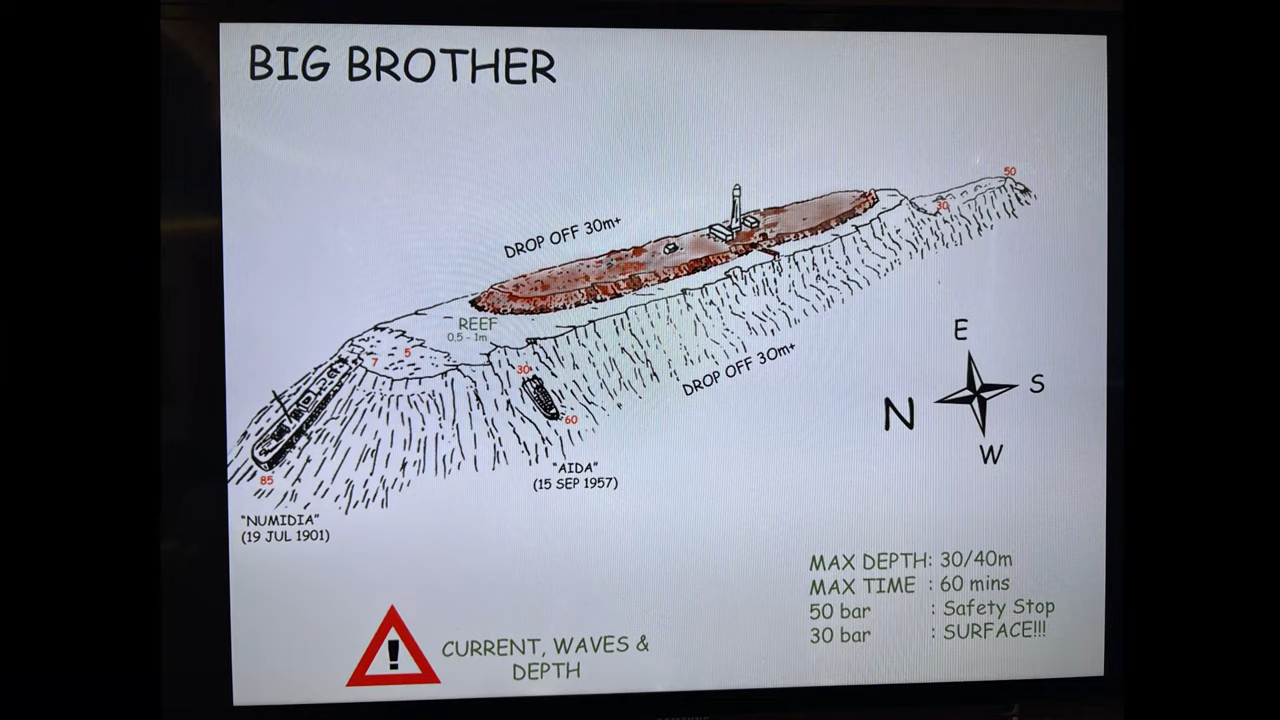 BIG BROTHER
50
30
DROP OFF 30m+
REEF
0,5 - 1m
5
7
30
60
DROP OFF 30m+
85
"AIDA"
(15 SEP 1957)
"NUMIDIA"
(19 JUL 1901)
E
N
S
W
MAX DEPTH: 30/40m
MAX TIME : 60 mins
50 bar : Safety Stop
30 bar : SURFACE!!!
!
CURRENT, WAVES &
DEPTH